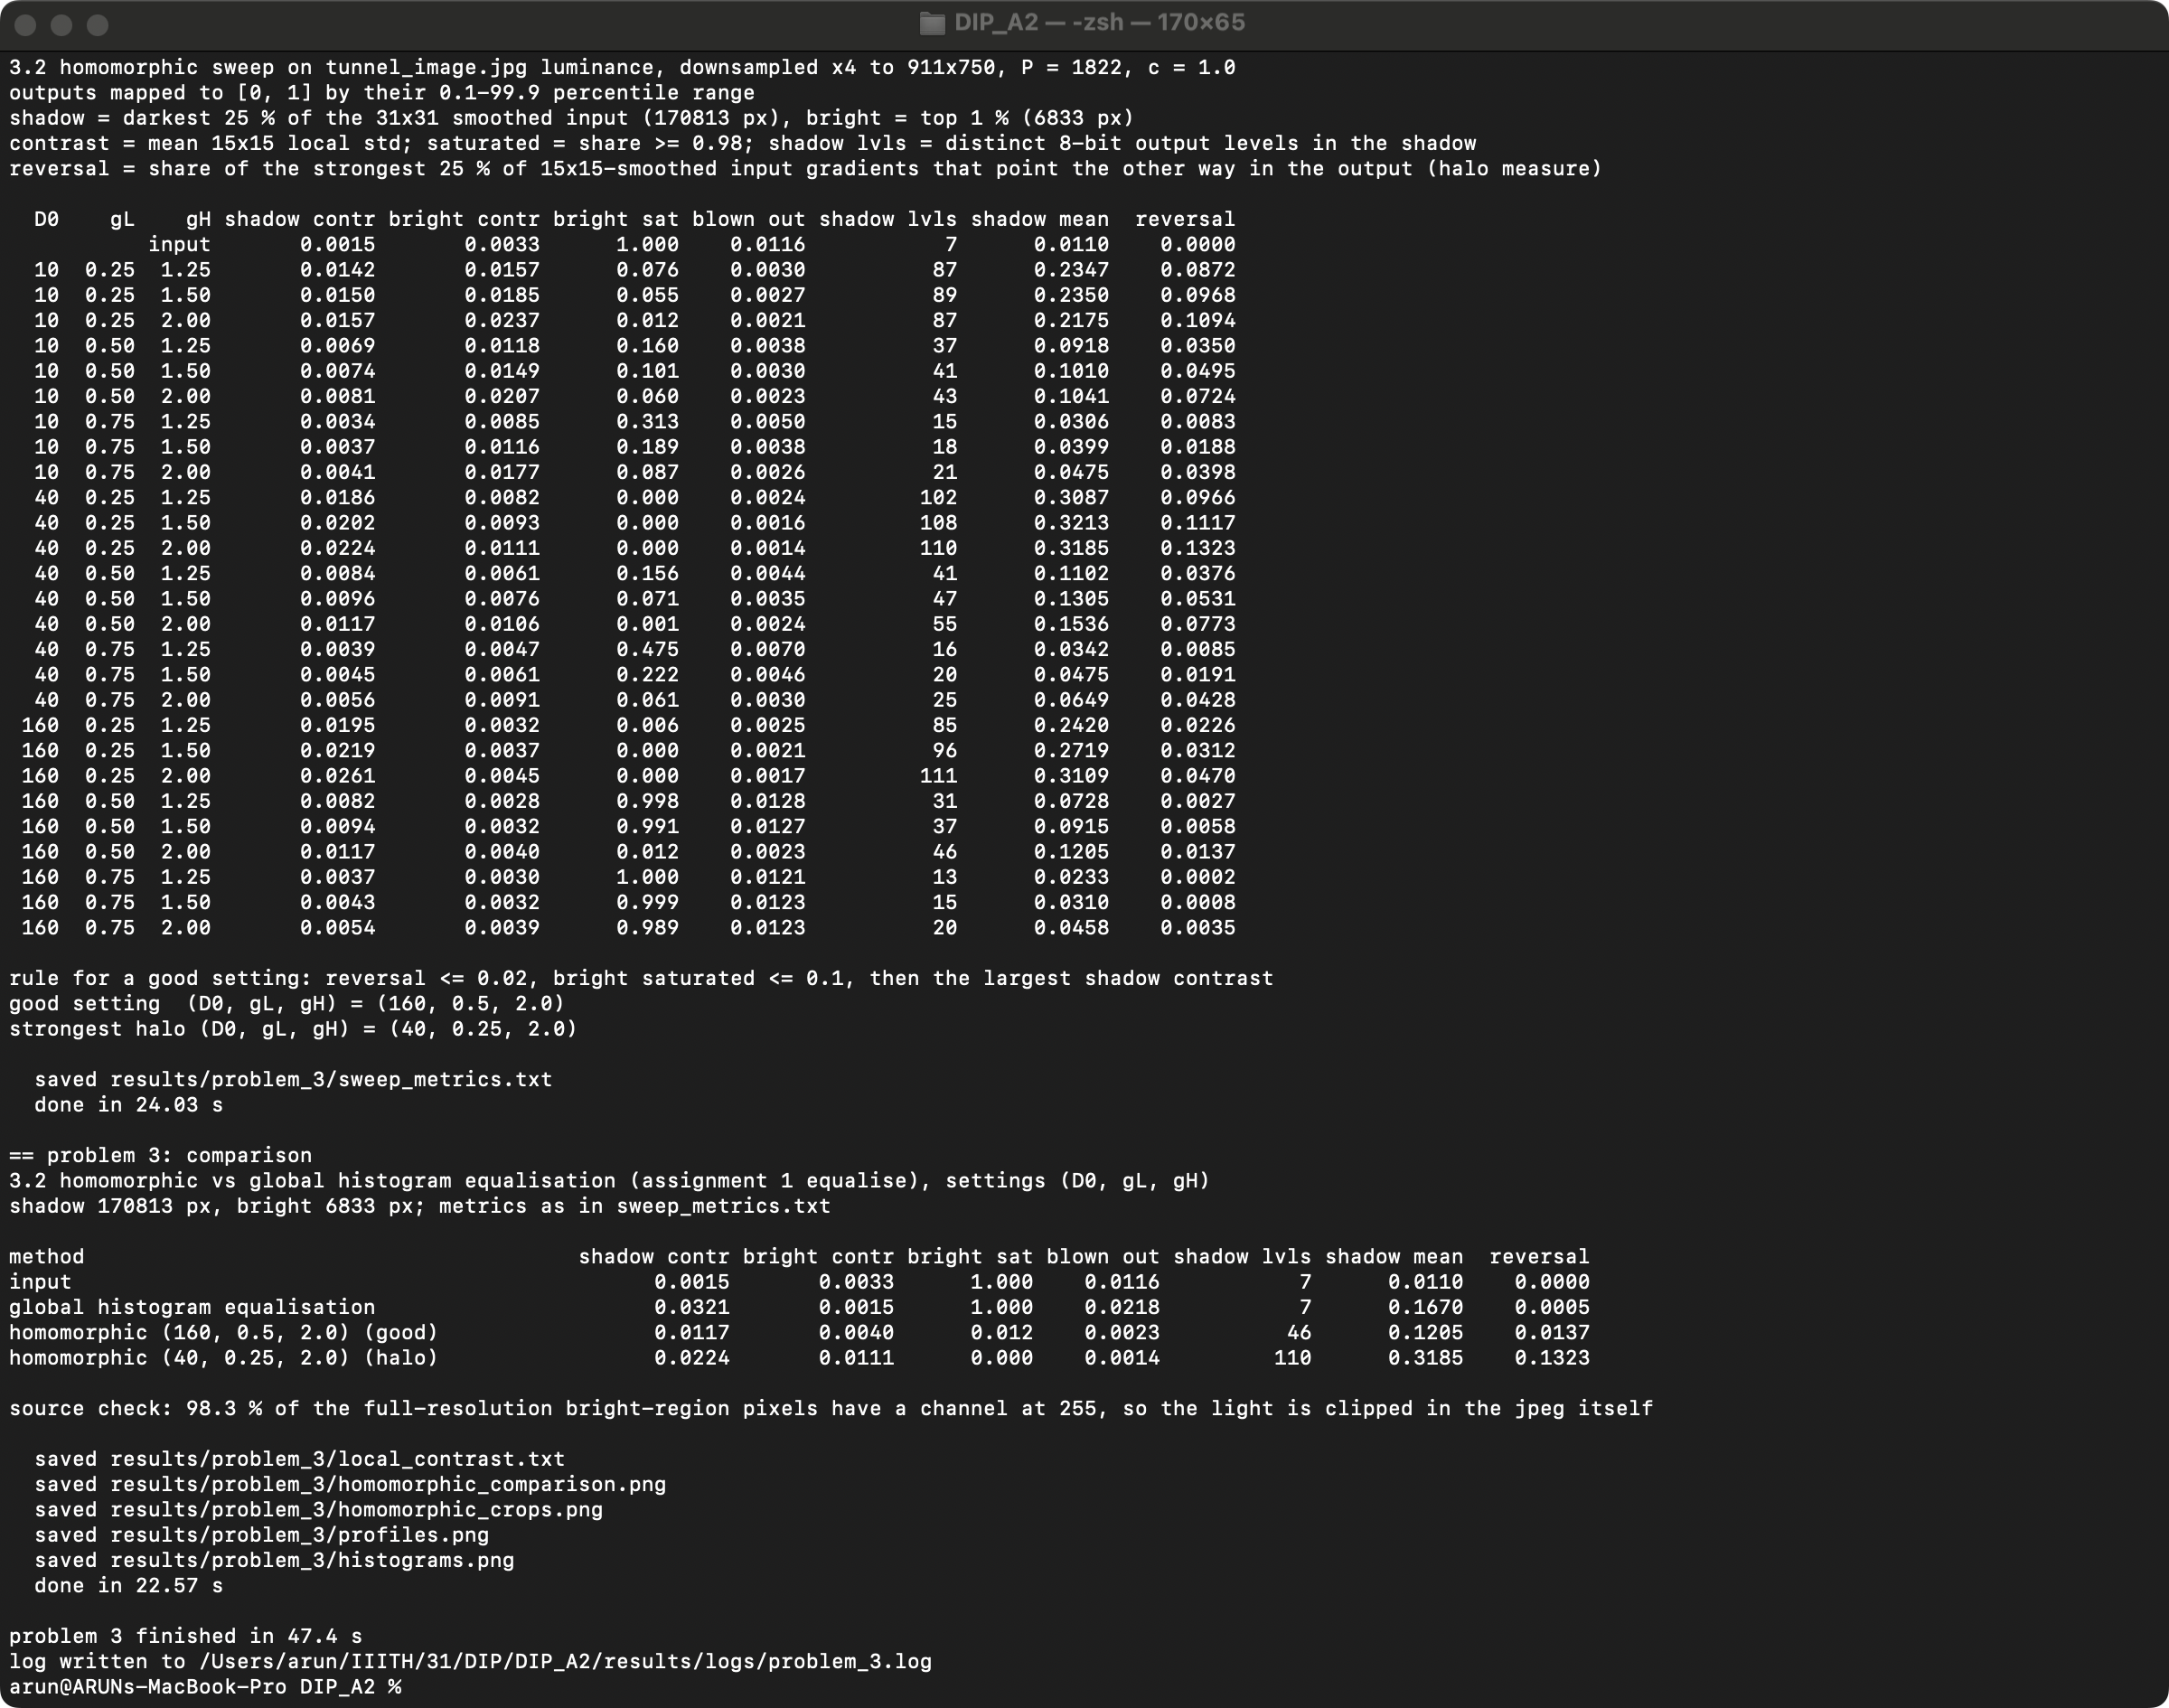 DIP_A2 — -zsh — 170×65
3.2 homomorphic sweep on tunnel_image.jpg luminance, downsampled x4 to 911x750, P = 1822, c = 1.0
outputs mapped to [0, 1] by their 0.1-99.9 percentile range
shadow = darkest 25 % of the 31x31 smoothed input (170813 px), bright = top 1 % (6833 px)
contrast = mean 15x15 local std; saturated = share >= 0.98; shadow lvls = distinct 8-bit output levels in the shadow
reversal = share of the strongest 25 % of 15x15-smoothed input gradients that point the other way in the output (halo measure)
D0 gL gH shadow contr bright contr bright sat blown out shadow lvls shadow mean reversal
input 0.0015 0.0033 1.000 0.0116 7 0.0110 0.0000
10 0.25 1.25 0.0142 0.0157 0.076 0.0030 87 0.2347 0.0872
10 0.25 1.50 0.0150 0.0185 0.055 0.0027 89 0.2350 0.0968
10 0.25 2.00 0.0157 0.0237 0.012 0.0021 87 0.2175 0.1094
10 0.50 1.25 0.0069 0.0118 0.160 0.0038 37 0.0918 0.0350
10 0.50 1.50 0.0074 0.0149 0.101 0.0030 41 0.1010 0.0495
10 0.50 2.00 0.0081 0.0207 0.060 0.0023 43 0.1041 0.0724
10 0.75 1.25 0.0034 0.0085 0.313 0.0050 15 0.0306 0.0083
10 0.75 1.50 0.0037 0.0116 0.189 0.0038 18 0.0399 0.0188
10 0.75 2.00 0.0041 0.0177 0.087 0.0026 21 0.0475 0.0398
40 0.25 1.25 0.0186 0.0082 0.000 0.0024 102 0.3087 0.0966
40 0.25 1.50 0.0202 0.0093 0.000 0.0016 108 0.3213 0.1117
40 0.25 2.00 0.0224 0.0111 0.000 0.0014 110 0.3185 0.1323
40 0.50 1.25 0.0084 0.0061 0.156 0.0044 41 0.1102 0.0376
40 0.50 1.50 0.0096 0.0076 0.071 0.0035 47 0.1305 0.0531
40 0.50 2.00 0.0117 0.0106 0.001 0.0024 55 0.1536 0.0773
40 0.75 1.25 0.0039 0.0047 0.475 0.0070 16 0.0342 0.0085
40 0.75 1.50 0.0045 0.0061 0.222 0.0046 20 0.0475 0.0191
40 0.75 2.00 0.0056 0.0091 0.061 0.0030 25 0.0649 0.0428
160 0.25 1.25 0.0195 0.0032 0.006 0.0025 85 0.2420 0.0226
160 0.25 1.50 0.0219 0.0037 0.000 0.0021 96 0.2719 0.0312
160 0.25 2.00 0.0261 0.0045 0.000 0.0017 111 0.3109 0.0470
160 0.50 1.25 0.0082 0.0028 0.998 0.0128 31 0.0728 0.0027
160 0.50 1.50 0.0094 0.0032 0.991 0.0127 37 0.0915 0.0058
160 0.50 2.00 0.0117 0.0040 0.012 0.0023 46 0.1205 0.0137
160 0.75 1.25 0.0037 0.0030 1.000 0.0121 13 0.0233 0.0002
160 0.75 1.50 0.0043 0.0032 0.999 0.0123 15 0.0310 0.0008
160 0.75 2.00 0.0054 0.0039 0.989 0.0123 20 0.0458 0.0035
rule for a good setting: reversal <= 0.02, bright saturated <= 0.1, then the largest shadow contrast
good setting (D0, gL, gH) = (160, 0.5, 2.0)
strongest halo (D0, gL, gH) = (40, 0.25, 2.0)
saved results/problem_3/sweep_metrics.txt
done in 24.03 s
== problem 3: comparison
3.2 homomorphic vs global histogram equalisation (assignment 1 equalise), settings (D0, gL, gH)
shadow 170813 px, bright 6833 px; metrics as in sweep_metrics.txt
method shadow contr bright contr bright sat blown out shadow lvls shadow mean reversal
input 0.0015 0.0033 1.000 0.0116 7 0.0110 0.0000
global histogram equalisation 0.0321 0.0015 1.000 0.0218 7 0.1670 0.0005
homomorphic (160, 0.5, 2.0) (good) 0.0117 0.0040 0.012 0.0023 46 0.1205 0.0137
homomorphic (40, 0.25, 2.0) (halo) 0.0224 0.0111 0.000 0.0014 110 0.3185 0.1323
source check: 98.3 % of the full-resolution bright-region pixels have a channel at 255, so the light is clipped in the jpeg itself
saved results/problem_3/local_contrast.txt
saved results/problem_3/homomorphic_comparison.png
saved results/problem_3/homomorphic_crops.png
saved results/problem_3/profiles.png
saved results/problem_3/histograms.png
done in 22.57 s
problem 3 finished in 47.4 s
log written to /Users/arun/IIITH/31/DIP/DIP_A2/results/logs/problem_3.log
arun@ARUNs-MacBook-Pro DIP_A2 %